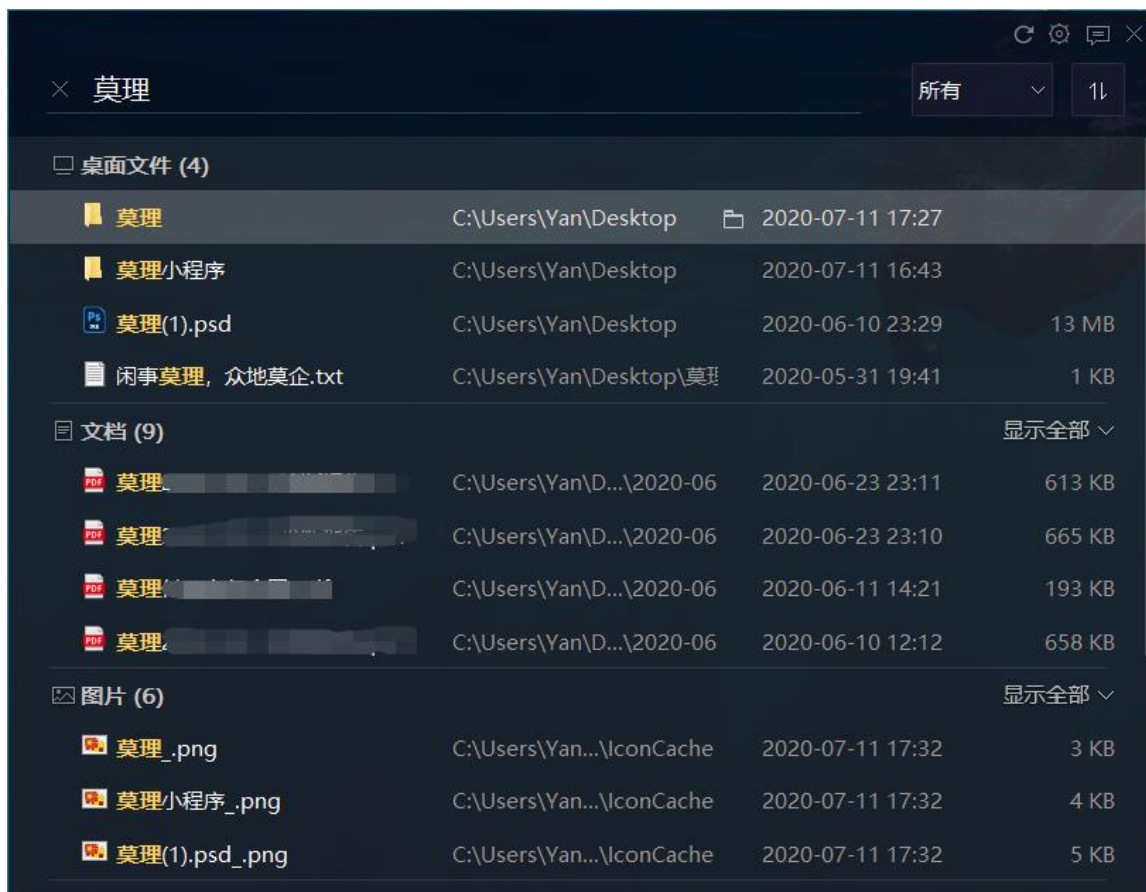 莫理 所有
桌面文件 (4)
莫理 C:\Users\Yan\Desktop 2020-07-11 17:27
莫理小程序 C:\Users\Yan\Desktop 2020-07-11 16:43
莫理(1).psd C:\Users\Yan\Desktop 2020-06-10 23:29 13 MB
闲事莫理，众地莫企.txt C:\Users\Yan\Desktop\莫理 2020-05-31 19:41 1 KB
文档 (9) 显示全部
莫理 C:\Users\Yan\D...\2020-06 2020-06-23 23:11 613 KB
莫理 C:\Users\Yan\D...\2020-06 2020-06-23 23:10 665 KB
莫理 C:\Users\Yan\D...\2020-06 2020-06-11 14:21 193 KB
莫理 C:\Users\Yan\D...\2020-06 2020-06-10 12:12 658 KB
图片 (6) 显示全部
莫理_.png C:\Users\Yan...\IconCache 2020-07-11 17:32 3 KB
莫理小程序_.png C:\Users\Yan...\IconCache 2020-07-11 17:32 4 KB
莫理(1).psd_.png C:\Users\Yan...\IconCache 2020-07-11 17:32 5 KB